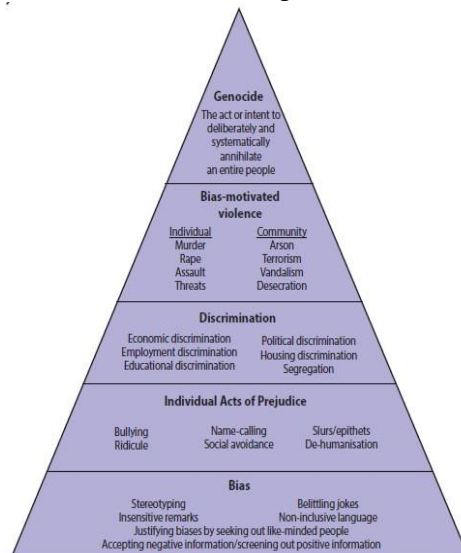 Genocide
The act or intent to
deliberately and
systematically
annihilate
an entire people
Bias-motivated
violence
Individual Community
Murder Arson
Rape Terrorism
Assault Vandalism
Threats Desecration
Discrimination
Economic discrimination Political discrimination
Employment discrimination Housing discrimination
Educational discrimination Segregation
Individual Acts of Prejudice
Bullying Name-calling Slurs/epithets
Ridicule Social avoidance De-humanisation
Bias
Stereotyping Belittling jokes
Insensitive remarks Non-inclusive language
Justifying biases by seeking out like-minded people
Accepting negative information/screening out positive information